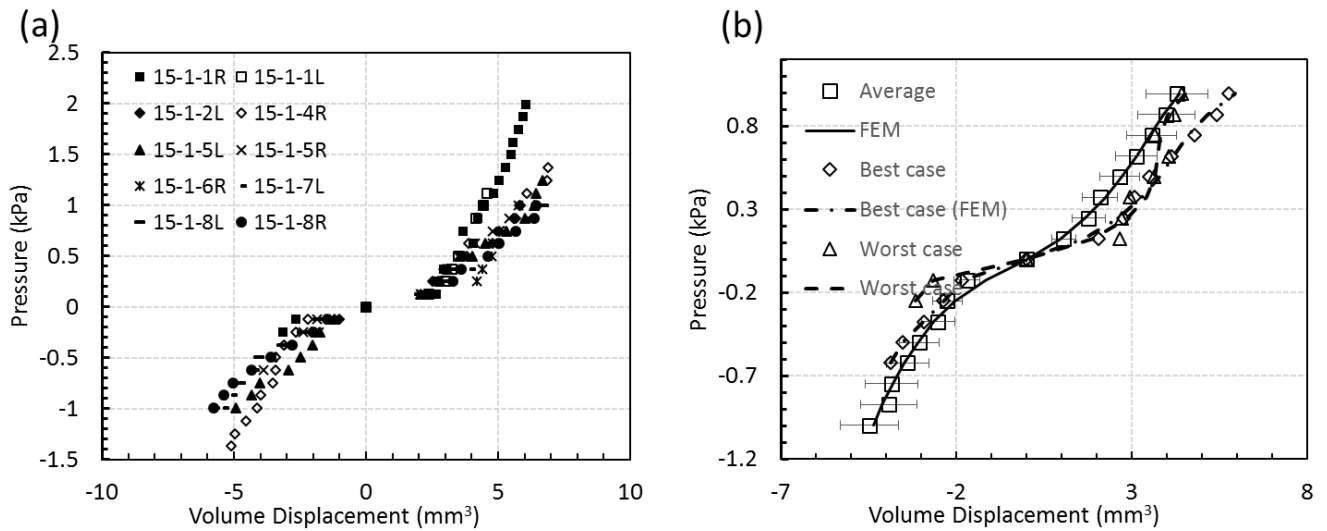 (a)
2.5
2
1.5
1
0.5
0
-0.5
-1
-1.5
Pressure (kPa)
15-1-1R 15-1-1L
15-1-2L 15-1-4R
15-1-5L 15-1-5R
15-1-6R 15-1-7L
15-1-8L 15-1-8R
-10 -5 0 5 10
Volume Displacement (mm³)
(b)
0.8
0.3
-0.2
-0.7
-1.2
Pressure (kPa)
Average
FEM
Best case
Best case (FEM)
Worst case
Worst case
-7 -2 3 8
Volume Displacement (mm³)